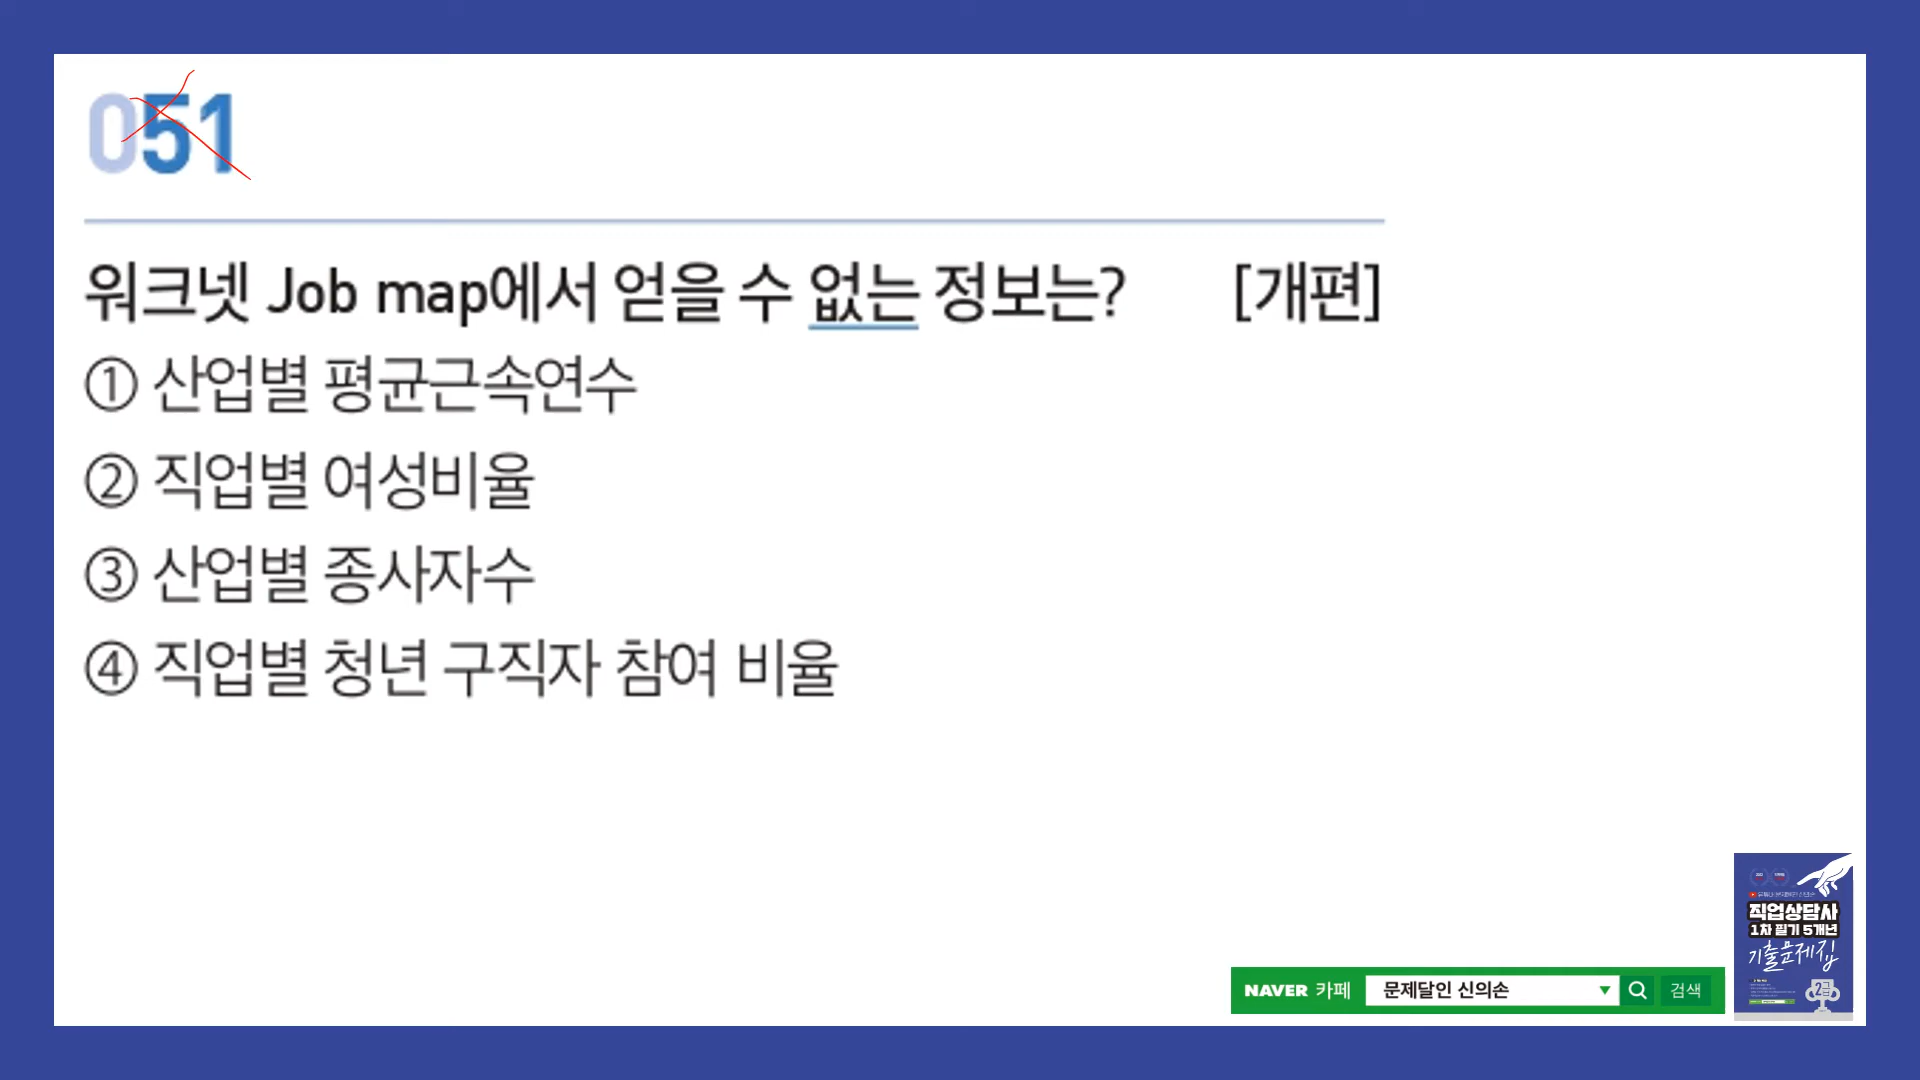 051
워크넷 Job map에서 얻을 수 없는 정보는? [개편]
① 산업별 평균근속연수
② 직업별 여성비율
③ 산업별 종사자수
④ 직업별 청년 구직자 참여 비율
직업상담사
1차 필기 5개년
기출문제집
2급
NAVER 카페 문제달인 신의손 검색